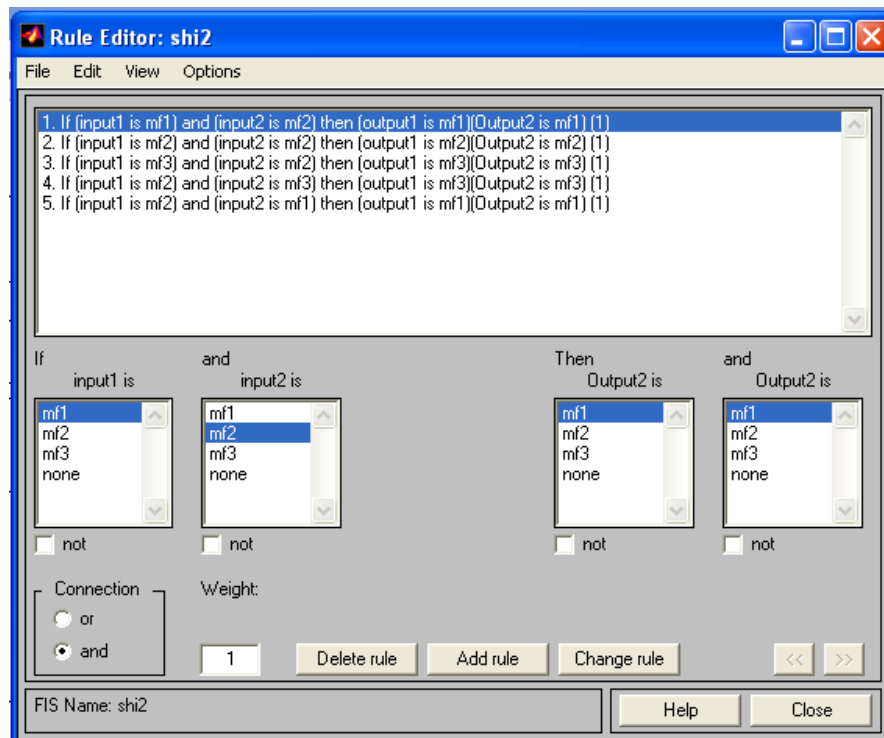 Rule Editor: shi2
File Edit View Options
1. If (input1 is mf1) and (input2 is mf2) then (output1 is mf1)(Output2 is mf1) (1)
2. If (input1 is mf2) and (input2 is mf2) then (output1 is mf2)(Output2 is mf2) (1)
3. If (input1 is mf3) and (input2 is mf2) then (output1 is mf3)(Output2 is mf3) (1)
4. If (input1 is mf2) and (input2 is mf3) then (output1 is mf3)(Output2 is mf3) (1)
5. If (input1 is mf2) and (input2 is mf1) then (output1 is mf1)(Output2 is mf1) (1)
If and Then and
input1 is input2 is Output2 is Output2 is
mf1 mf1 mf1 mf1
mf2 mf2 mf2 mf2
mf3 mf3 mf3 mf3
none none none none
not not not not
Connection Weight:
or
and 1 Delete rule Add rule Change rule << >>
FIS Name: shi2 Help Close